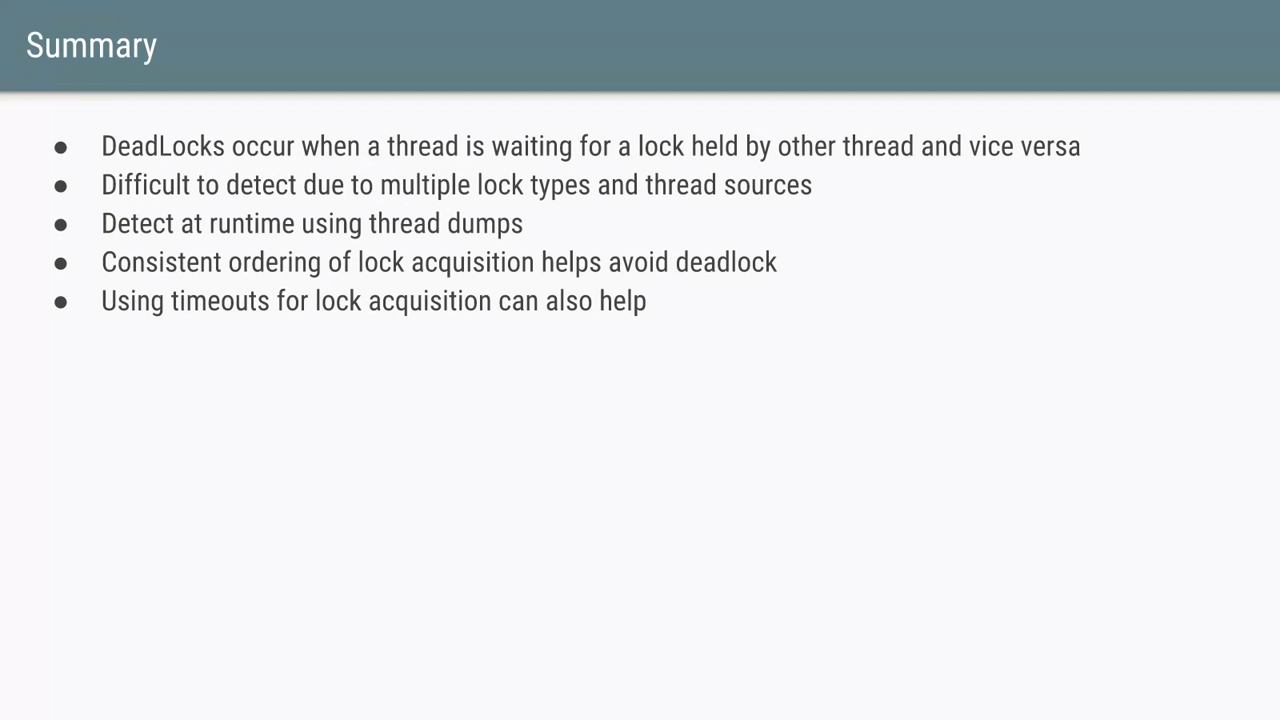 Summary
● DeadLocks occur when a thread is waiting for a lock held by other thread and vice versa
● Difficult to detect due to multiple lock types and thread sources
● Detect at runtime using thread dumps
● Consistent ordering of lock acquisition helps avoid deadlock
● Using timeouts for lock acquisition can also help